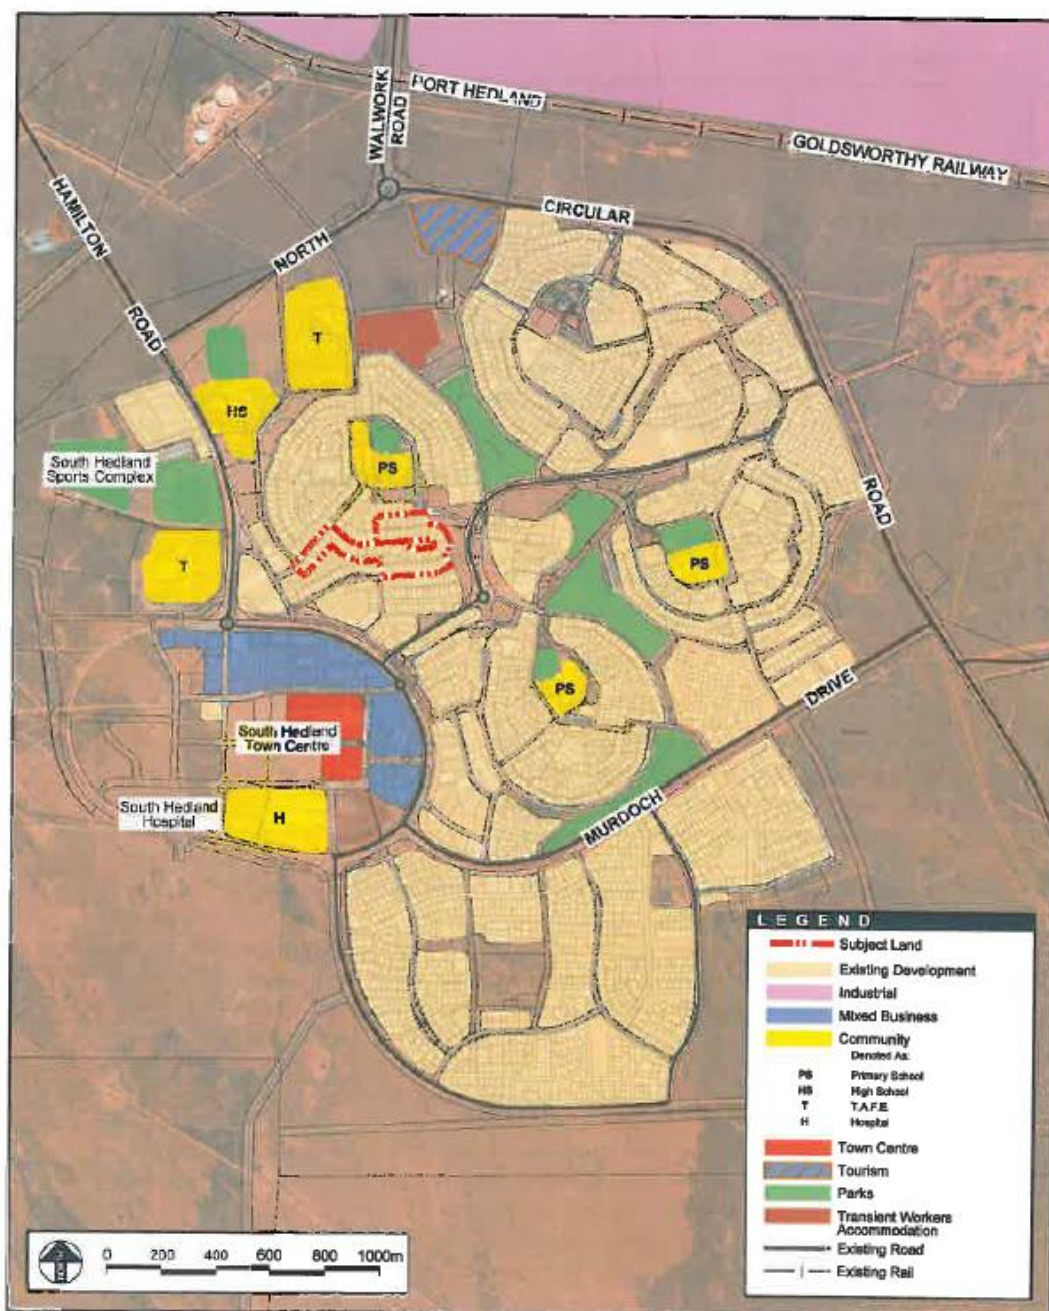 WALWORK
ROAD
PORT HEDLAND
GOLDSWORTHY RAILWAY
HAMILTON
ROAD
NORTH
CIRCULAR
ROAD
T
HS
PS
South Hedland
Sports Complex
T
PS
PS
DRIVE
MURDOCH
South Hedland
Town Centre
South Hedland
Hospital
H
LEGEND
Subject Land
Existing Development
Industrial
Mixed Business
Community
Denoted As:
PS Primary School
HS High School
T T.A.F.E.
H Hospital
Town Centre
Tourism
Parks
Transient Workers
Accommodation
Existing Road
Existing Rail
NORTH
0 200 400 600 800 1000m